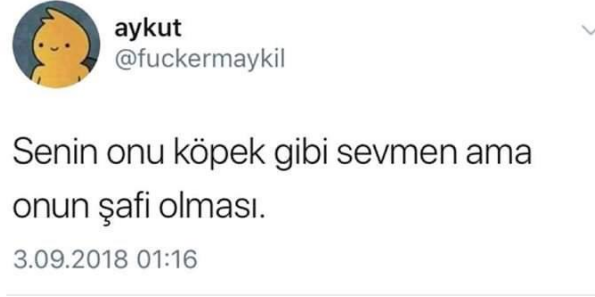 aykut
@fuckermaykil
Senin onu köpek gibi sevmen ama
onun şafi olması.
3.09.2018 01:16